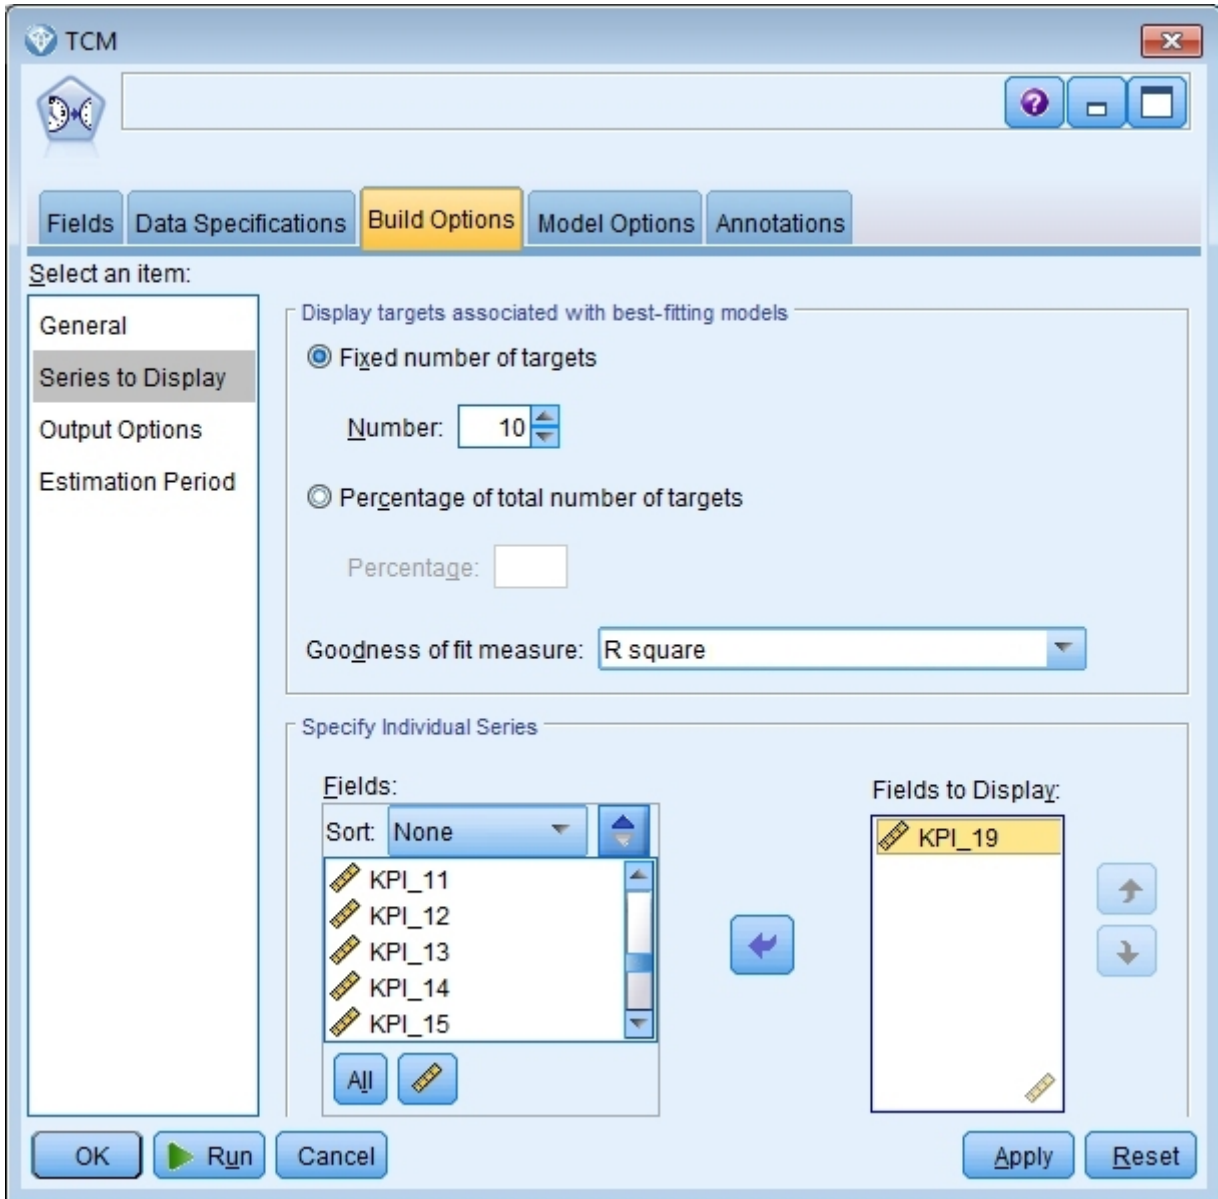 TCM
Fields Data Specifications Build Options Model Options Annotations
Select an item:
General
Series to Display
Output Options
Estimation Period
Display targets associated with best-fitting models
Fixed number of targets
Number: 10
Percentage of total number of targets
Percentage:
Goodness of fit measure: R square
Specify Individual Series
Fields:
Sort: None
KPI_11
KPI_12
KPI_13
KPI_14
KPI_15
All
Fields to Display:
KPI_19
OK Run Cancel Apply Reset